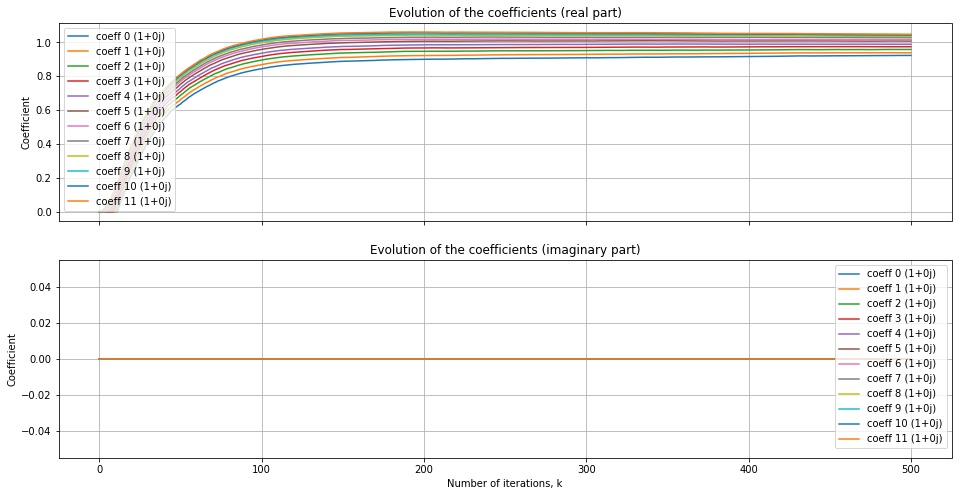 Evolution of the coefficients (real part)
1.0
0.8
0.6
0.4
0.2
0.0
Coefficient
coeff 0 (1+0j)
coeff 1 (1+0j)
coeff 2 (1+0j)
coeff 3 (1+0j)
coeff 4 (1+0j)
coeff 5 (1+0j)
coeff 6 (1+0j)
coeff 7 (1+0j)
coeff 8 (1+0j)
coeff 9 (1+0j)
coeff 10 (1+0j)
coeff 11 (1+0j)
Evolution of the coefficients (imaginary part)
0.04
0.02
0.00
−0.02
−0.04
Coefficient
coeff 0 (1+0j)
coeff 1 (1+0j)
coeff 2 (1+0j)
coeff 3 (1+0j)
coeff 4 (1+0j)
coeff 5 (1+0j)
coeff 6 (1+0j)
coeff 7 (1+0j)
coeff 8 (1+0j)
coeff 9 (1+0j)
coeff 10 (1+0j)
coeff 11 (1+0j)
0 100 200 300 400 500
Number of iterations, k